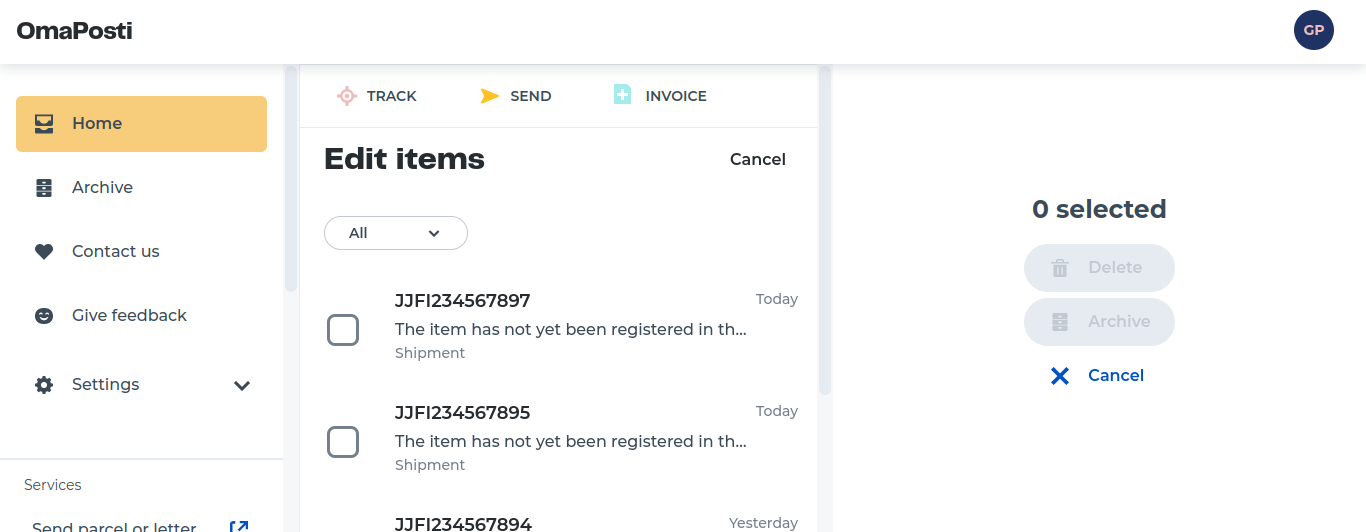 OmaPosti
GP
Home
Archive
Contact us
Give feedback
Settings
Services
Send parcel or letter
TRACK
SEND
INVOICE
Edit items
Cancel
All
JJFI234567897
Today
The item has not yet been registered in th...
Shipment
JJFI234567895
Today
The item has not yet been registered in th...
Shipment
JJFI234567894
Yesterday
0 selected
Delete
Archive
Cancel